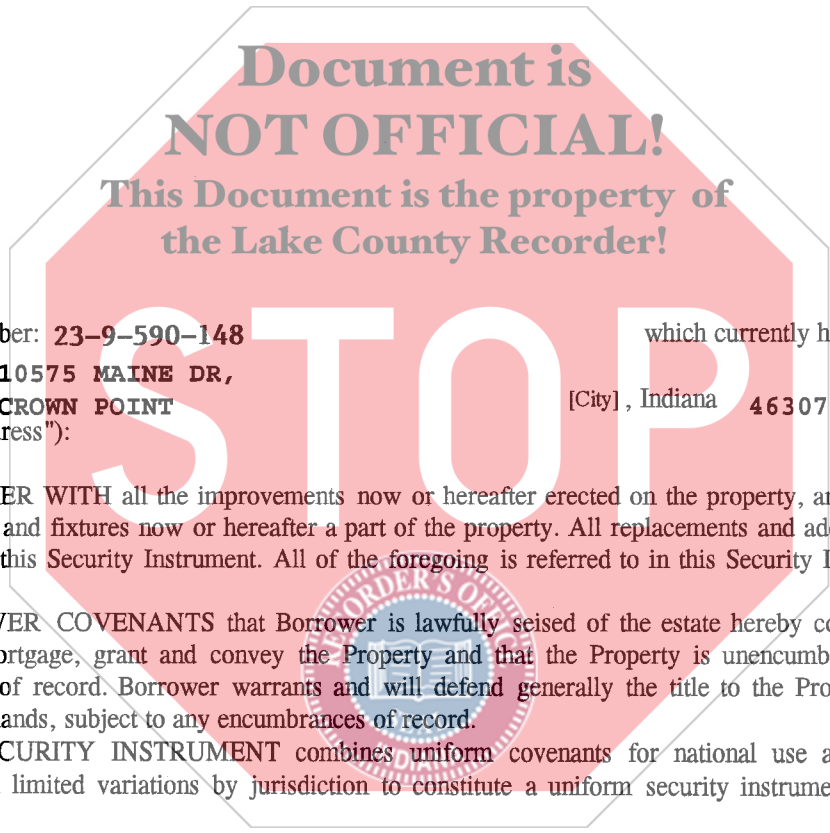 Document is
NOT OFFICIAL!
This Document is the property of
the Lake County Recorder!
STOP
ber: 23-9-590-148 which currently h
10575 MAINE DR,
CROWN POINT [City] , Indiana 46307
ress"):
ER WITH all the improvements now or hereafter erected on the property, an
and fixtures now or hereafter a part of the property. All replacements and ad
this Security Instrument. All of the foregoing is referred to in this Security I
VER COVENANTS that Borrower is lawfully seised of the estate hereby co
ortgage, grant and convey the Property and that the Property is unencumb
of record. Borrower warrants and will defend generally the title to the Pro
ands, subject to any encumbrances of record.
CURITY INSTRUMENT combines uniform covenants for national use a
limited variations by jurisdiction to constitute a uniform security instrume
RECORDER'S OFFICE
INDIANA